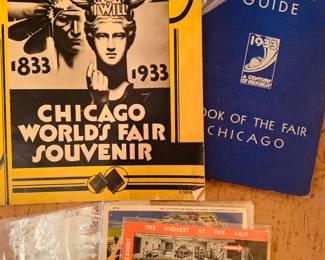 I WILL
1833
1933
CHICAGO
WORLD'S FAIR
SOUVENIR
GUIDE
1933
A CENTURY
OF PROGRESS
BOOK OF THE FAIR
CHICAGO
THE HIGHEST AT THE FAIR
EXHIBIT